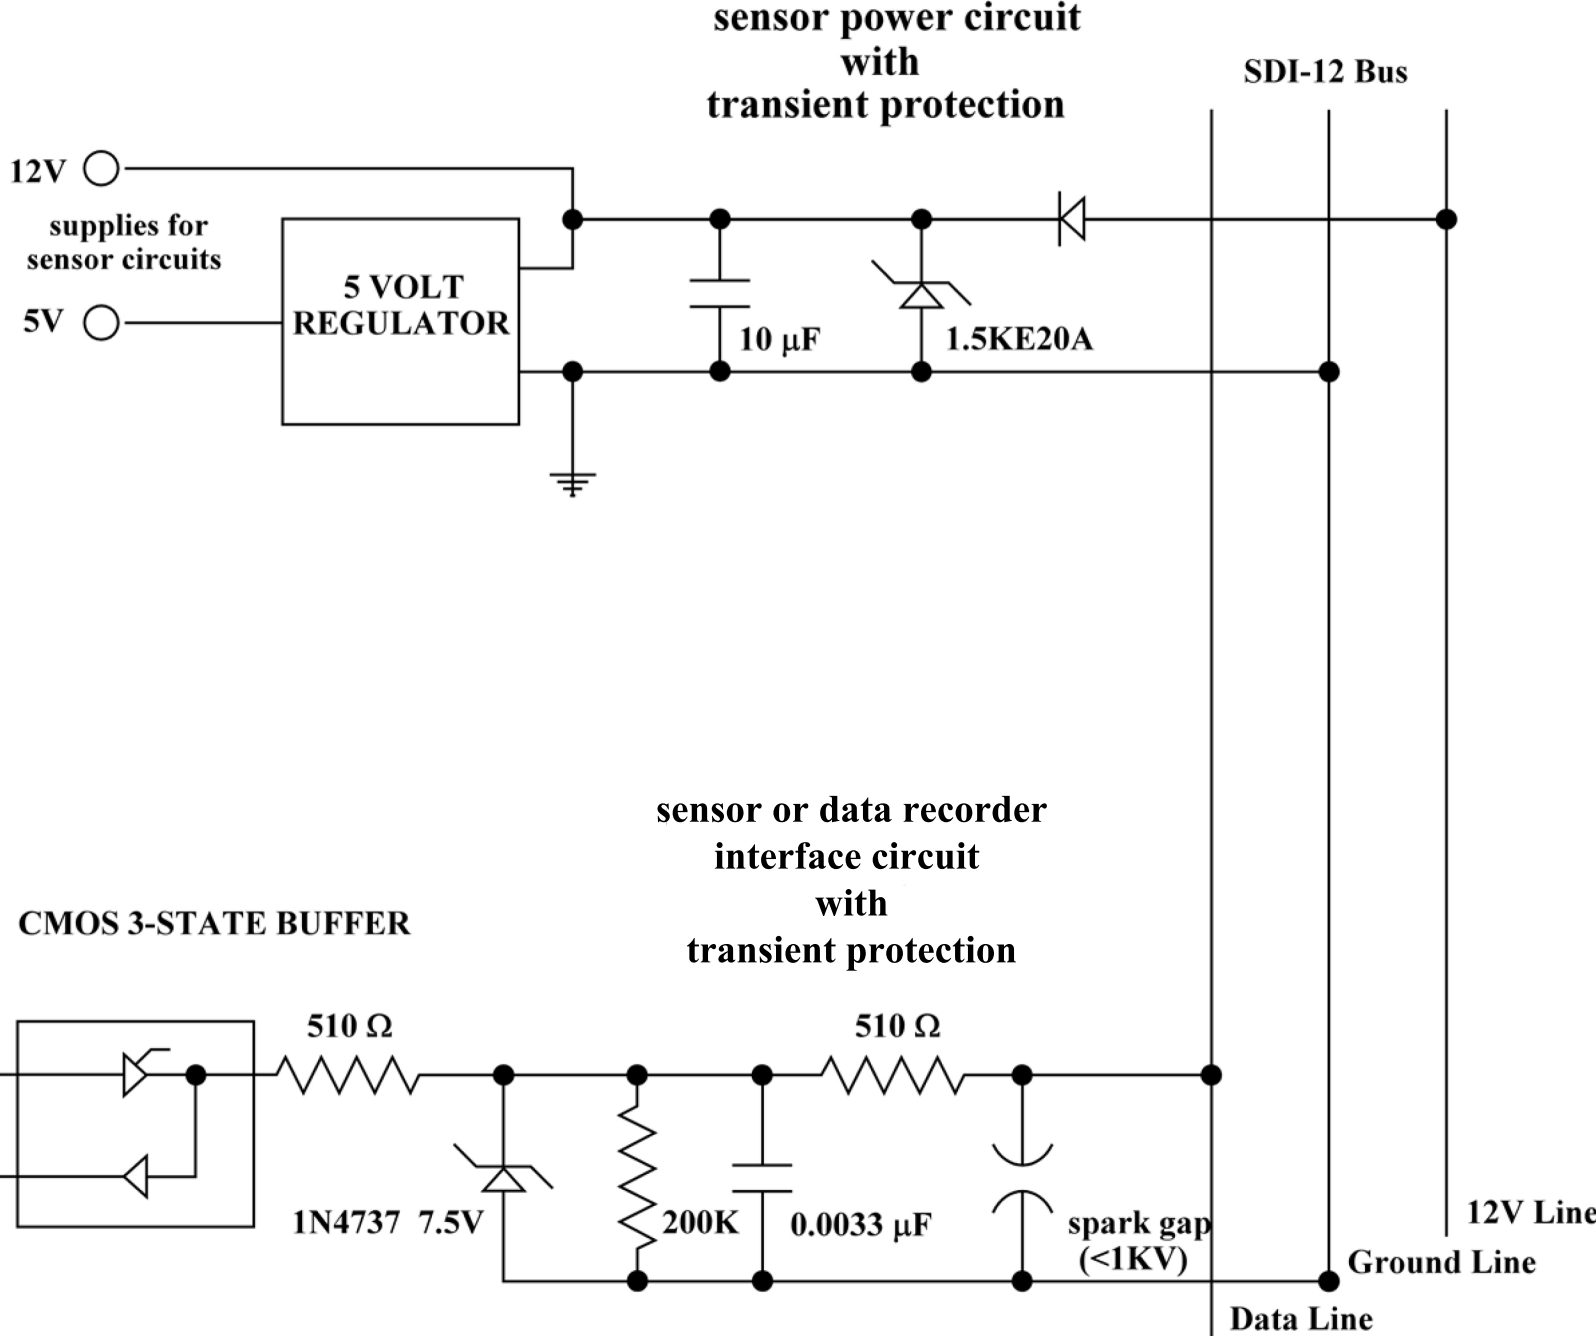 sensor power circuit
with
transient protection
SDI-12 Bus
12V
supplies for
sensor circuits
5V
5 VOLT
REGULATOR
10 μF
1.5KE20A
sensor or data recorder
interface circuit
with
transient protection
CMOS 3-STATE BUFFER
510 Ω
510 Ω
1N4737 7.5V
200K
0.0033 μF
spark gap
(<1KV)
12V Line
Ground Line
Data Line